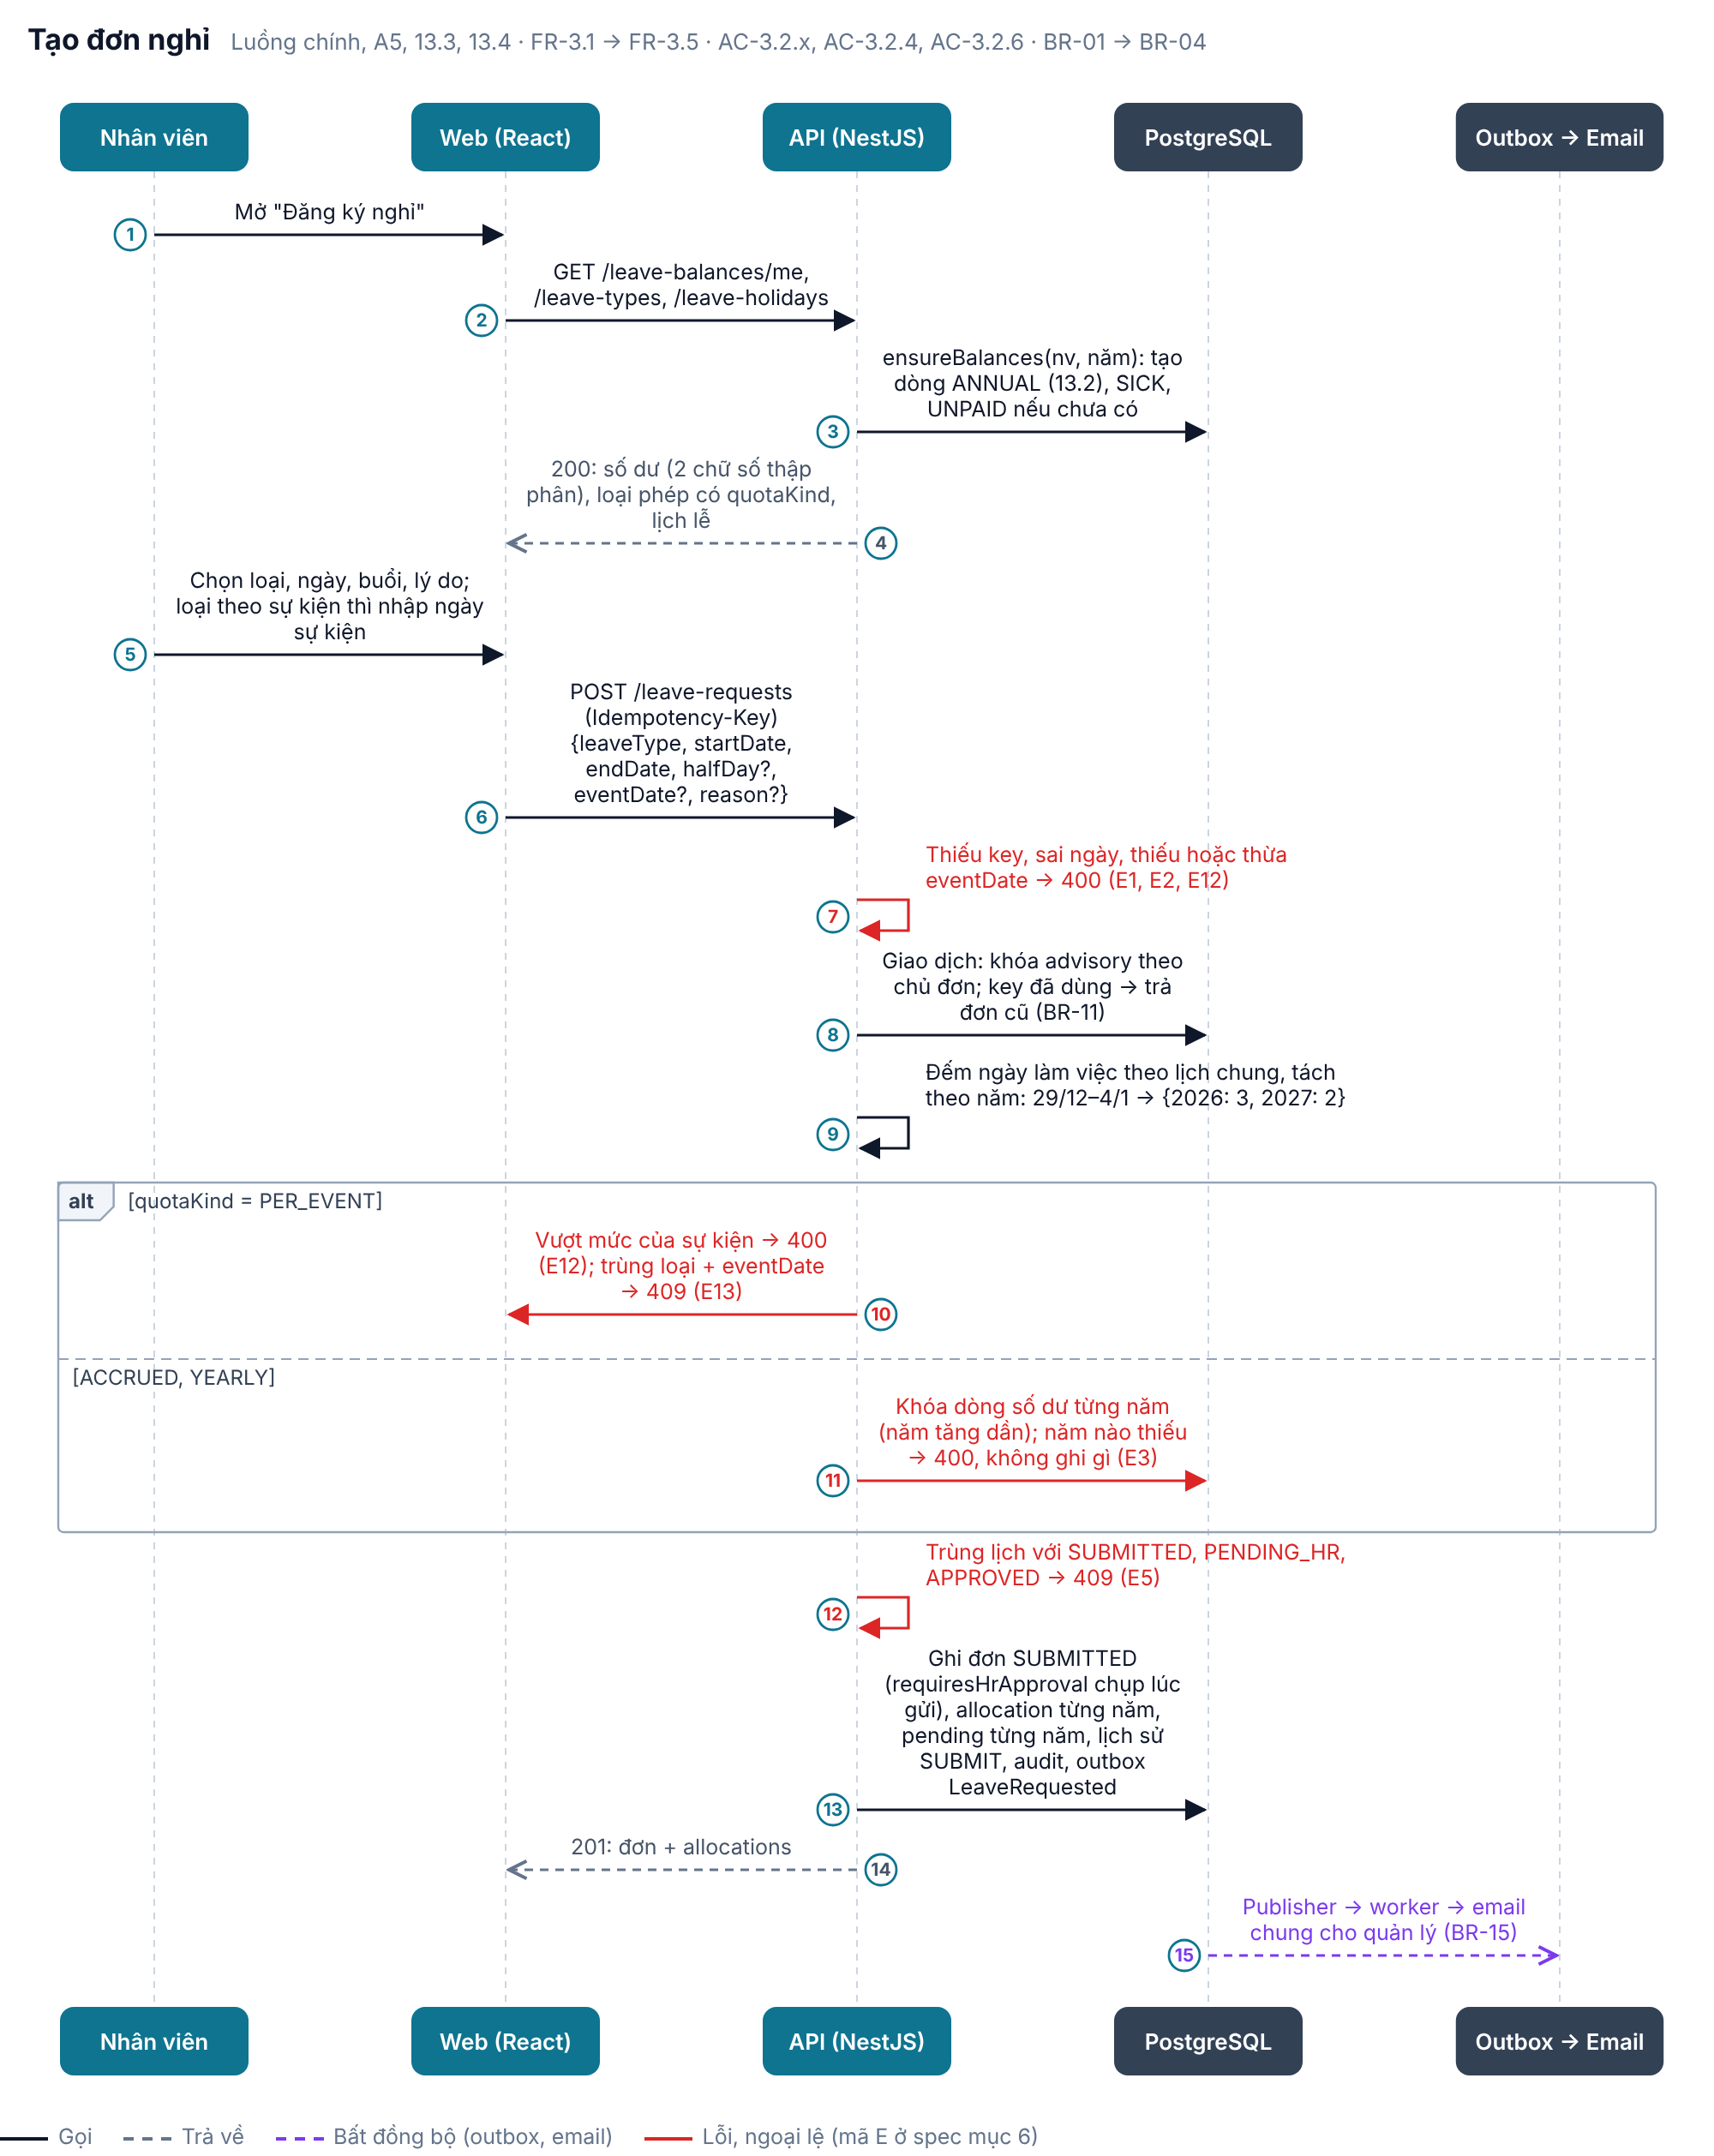 Tạo đơn nghỉ Luồng chính, A5, 13.3, 13.4 · FR-3.1 → FR-3.5 · AC-3.2.x, AC-3.2.4, AC-3.2.6 · BR-01 → BR-04
Nhân viên Web (React) API (NestJS) PostgreSQL Outbox → Email
Mở "Đăng ký nghỉ"
1
GET /leave-balances/me,
/leave-types, /leave-holidays
2
ensureBalances(nv, năm): tạo
dòng ANNUAL (13.2), SICK,
UNPAID nếu chưa có
3
200: số dư (2 chữ số thập
phân), loại phép có quotaKind,
lịch lễ
4
Chọn loại, ngày, buổi, lý do;
loại theo sự kiện thì nhập ngày
sự kiện
5
POST /leave-requests
(Idempotency-Key)
{leaveType, startDate,
endDate, halfDay?,
eventDate?, reason?}
6
Thiếu key, sai ngày, thiếu hoặc thừa
eventDate → 400 (E1, E2, E12)
7
Giao dịch: khóa advisory theo
chủ đơn; key đã dùng → trả
đơn cũ (BR-11)
8
Đếm ngày làm việc theo lịch chung, tách
theo năm: 29/12–4/1 → {2026: 3, 2027: 2}
9
alt [quotaKind = PER_EVENT]
Vượt mức của sự kiện → 400
(E12); trùng loại + eventDate
→ 409 (E13)
10
[ACCRUED, YEARLY]
Khóa dòng số dư từng năm
(năm tăng dần); năm nào thiếu
→ 400, không ghi gì (E3)
11
Trùng lịch với SUBMITTED, PENDING_HR,
APPROVED → 409 (E5)
12
Ghi đơn SUBMITTED
(requiresHrApproval chụp lúc
gửi), allocation từng năm,
pending từng năm, lịch sử
SUBMIT, audit, outbox
LeaveRequested
13
201: đơn + allocations
14
Publisher → worker → email
chung cho quản lý (BR-15)
15
Nhân viên Web (React) API (NestJS) PostgreSQL Outbox → Email
Gọi Trả về Bất đồng bộ (outbox, email) Lỗi, ngoại lệ (mã E ở spec mục 6)